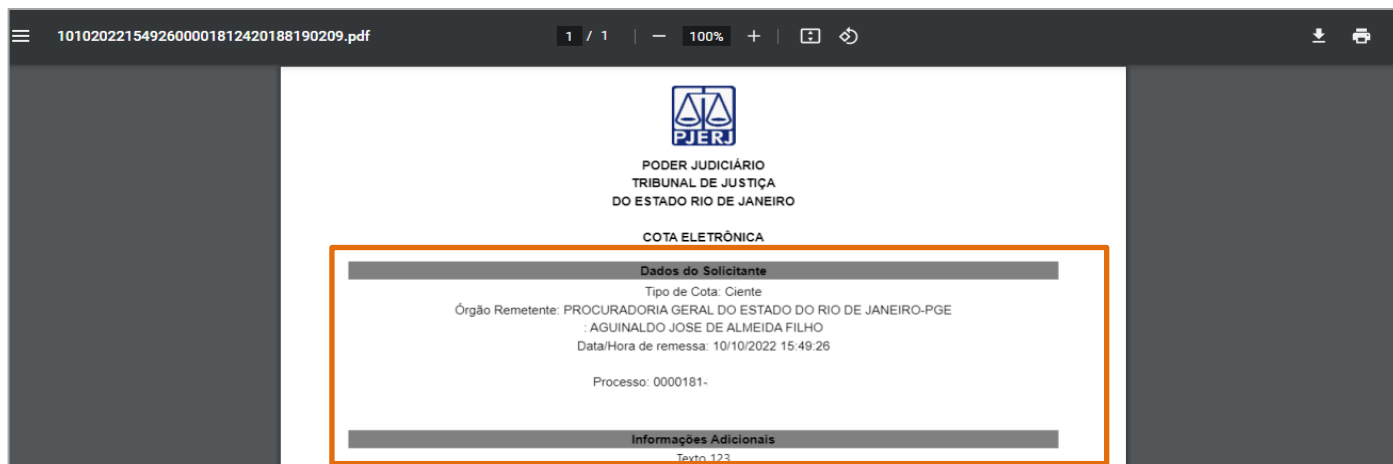 10102022154926000018124201881902​09.pdf
1 / 1
100%
PJERJ
PODER JUDICIÁRIO
TRIBUNAL DE JUSTIÇA
DO ESTADO RIO DE JANEIRO
COTA ELETRÔNICA
Dados do Solicitante
Tipo de Cota: Ciente
Órgão Remetente: PROCURADORIA GERAL DO ESTADO DO RIO DE JANEIRO-PGE
: AGUINALDO JOSE DE ALMEIDA FILHO
Data/Hora de remessa: 10/10/2022 15:49:26
Processo: 0000181-
Informações Adicionais
Texto 123